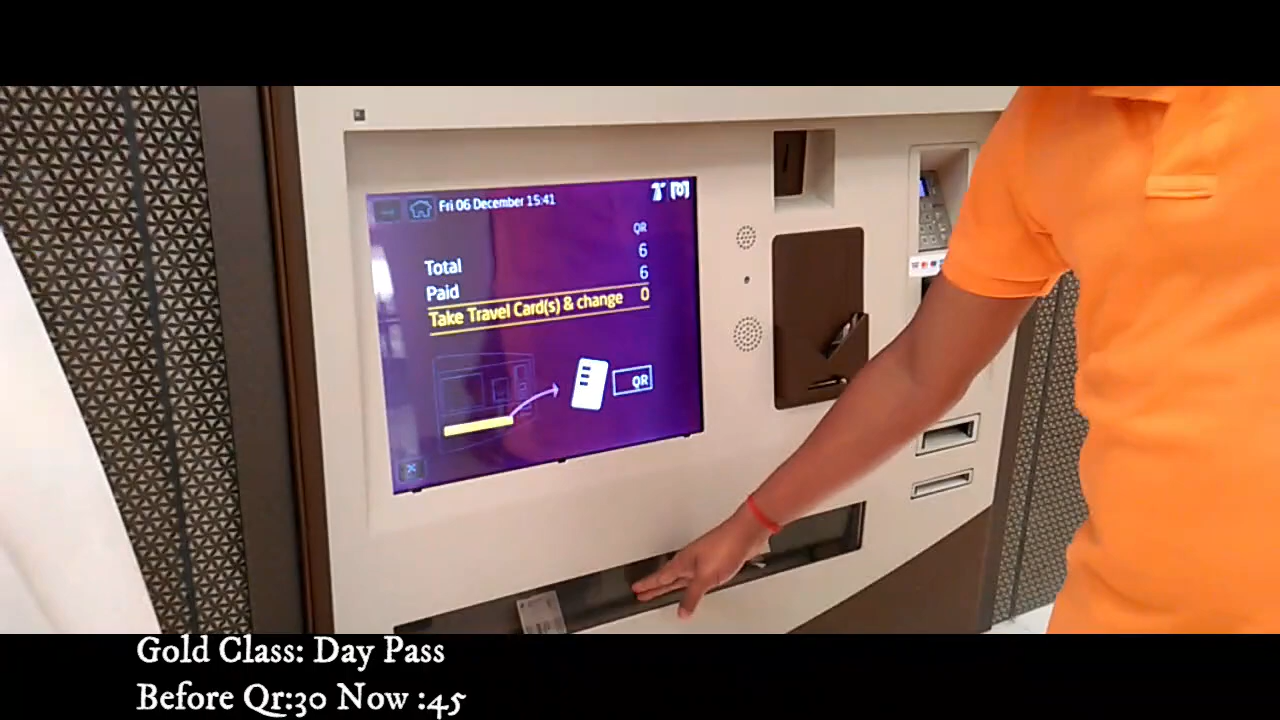 Fri 06 December 15:41
QR
Total 6
Paid 6
Take Travel Card(s) & change 0
QR
Gold Class: Day Pass
Before Qr:30 Now :45